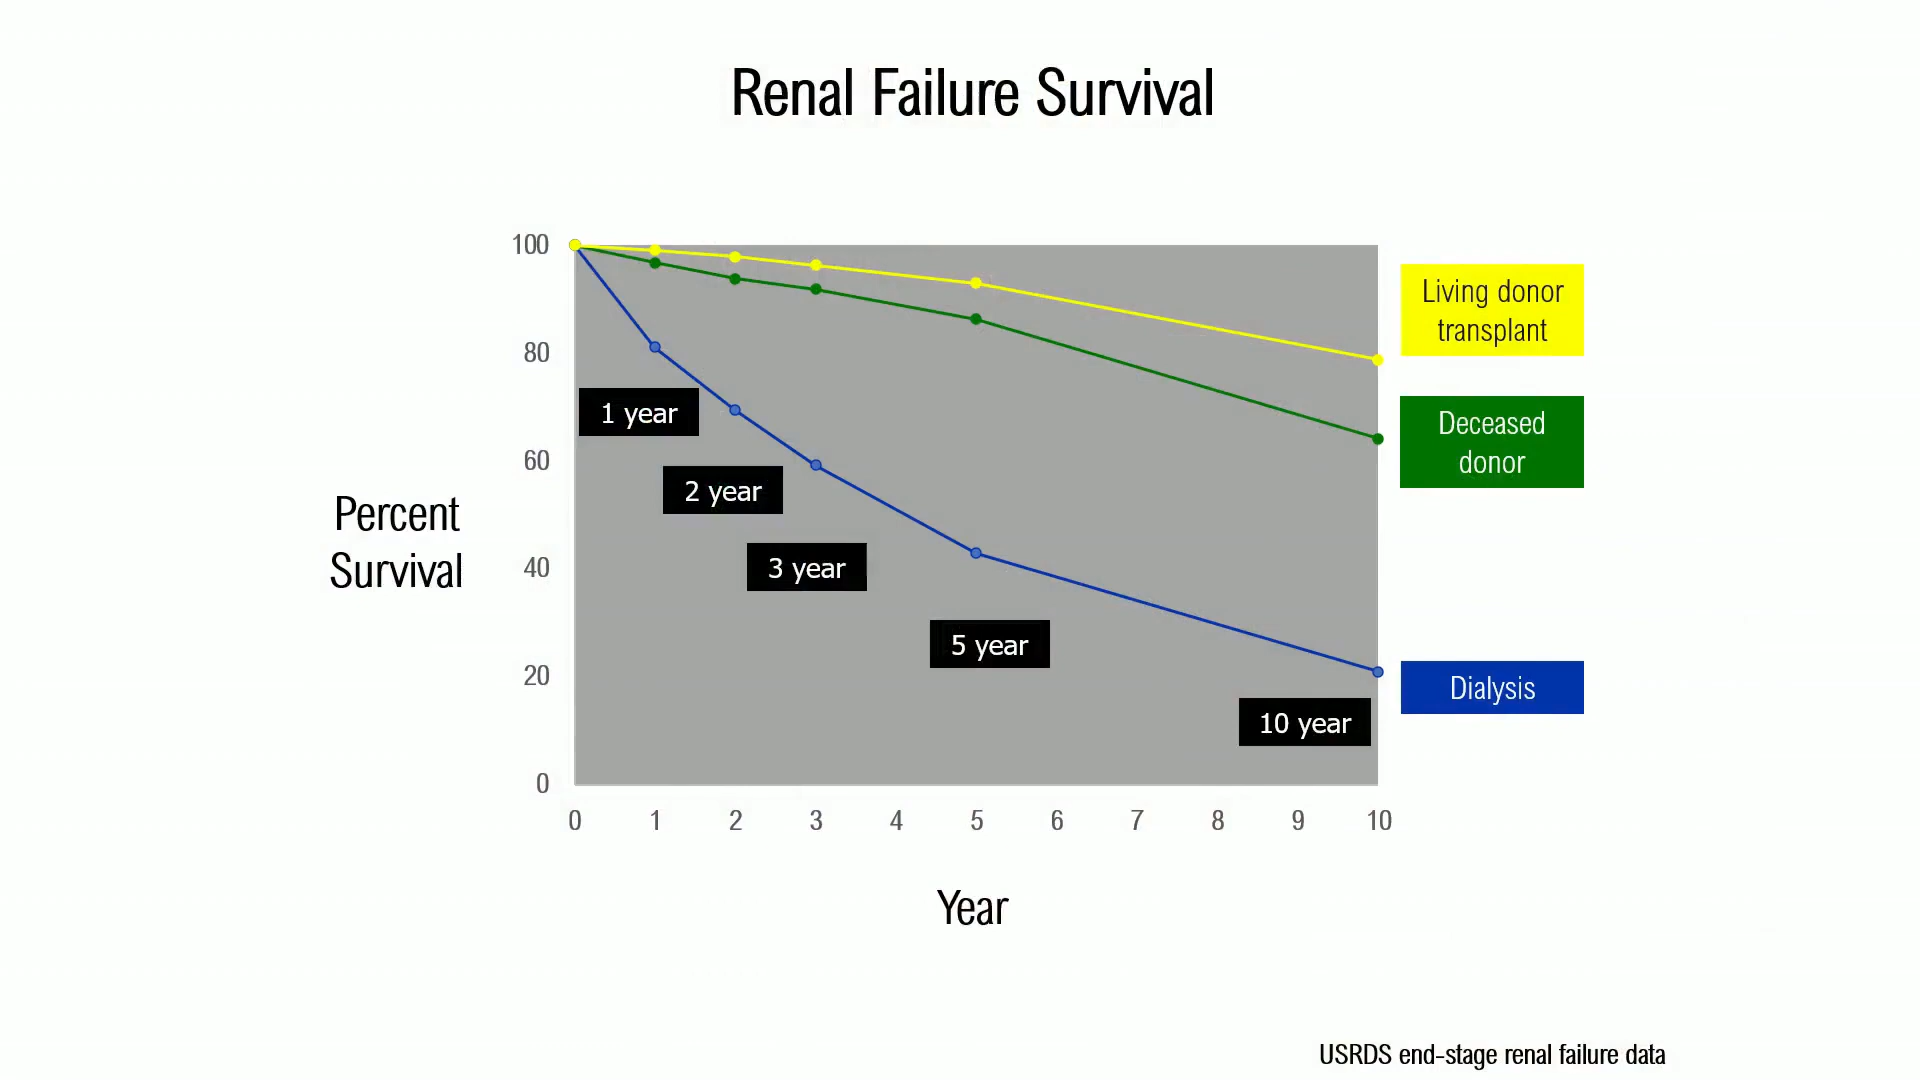 Renal Failure Survival
100
80
60
40
20
0
Percent
Survival
1 year
2 year
3 year
5 year
10 year
Living donor
transplant
Deceased
donor
Dialysis
0 1 2 3 4 5 6 7 8 9 10
Year
USRDS end-stage renal failure data